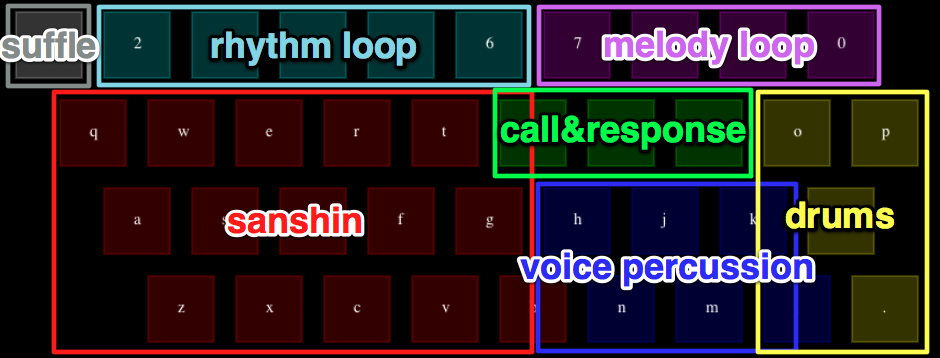 suffle 2 rhythm loop 6 7 melody loop 0
q w e r t call&response o p
a s sanshin f g h j k drums
voice percussion
z x c v n m .